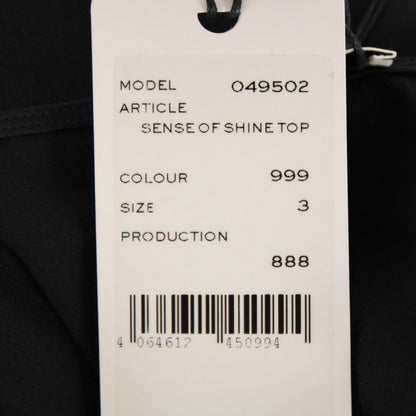 MODEL 049502
ARTICLE
SENSE OF SHINE TOP
COLOUR 999
SIZE 3
PRODUCTION
888
4 064612 450994